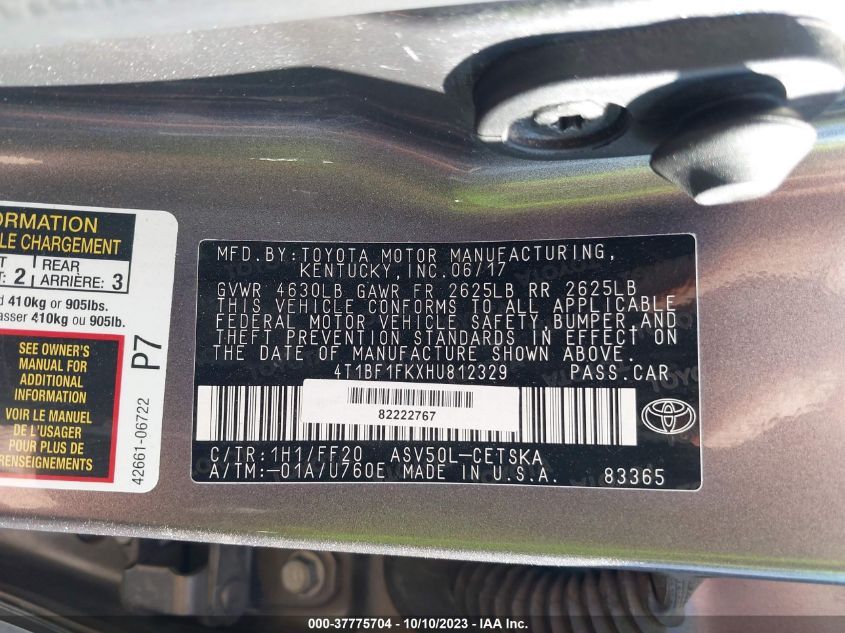 ORMATION
LE CHARGEMENT
T: 2 REAR
ARRIÈRE: 3
d 410kg or 905lbs.
asser 410kg ou 905lb.
SEE OWNER'S
MANUAL FOR
ADDITIONAL
INFORMATION
VOIR LE MANUEL
DE L'USAGER
POUR PLUS DE
RENSEIGNEMENTS
P7
42661-06722
MFD.BY:TOYOTA MOTOR MANUFACTURING,
KENTUCKY, INC. 06/17
GVWR 4630LB GAWR FR 2625LB RR 2625LB
THIS VEHICLE CONFORMS TO ALL APPLICABLE
FEDERAL MOTOR VEHICLE SAFETY,BUMPER,AND
THEFT PREVENTION STANDARDS IN EFFECT ON
THE DATE OF MANUFACTURE SHOWN ABOVE.
4T1BF1FKXHU812329 PASS.CAR
82222767
C/TR:1H1/FF20 ASV50L-CETSKA
A/TM:-01A/U760E MADE IN U.S.A. 83365
000-37775704 - 10/10/2023 - IAA Inc.